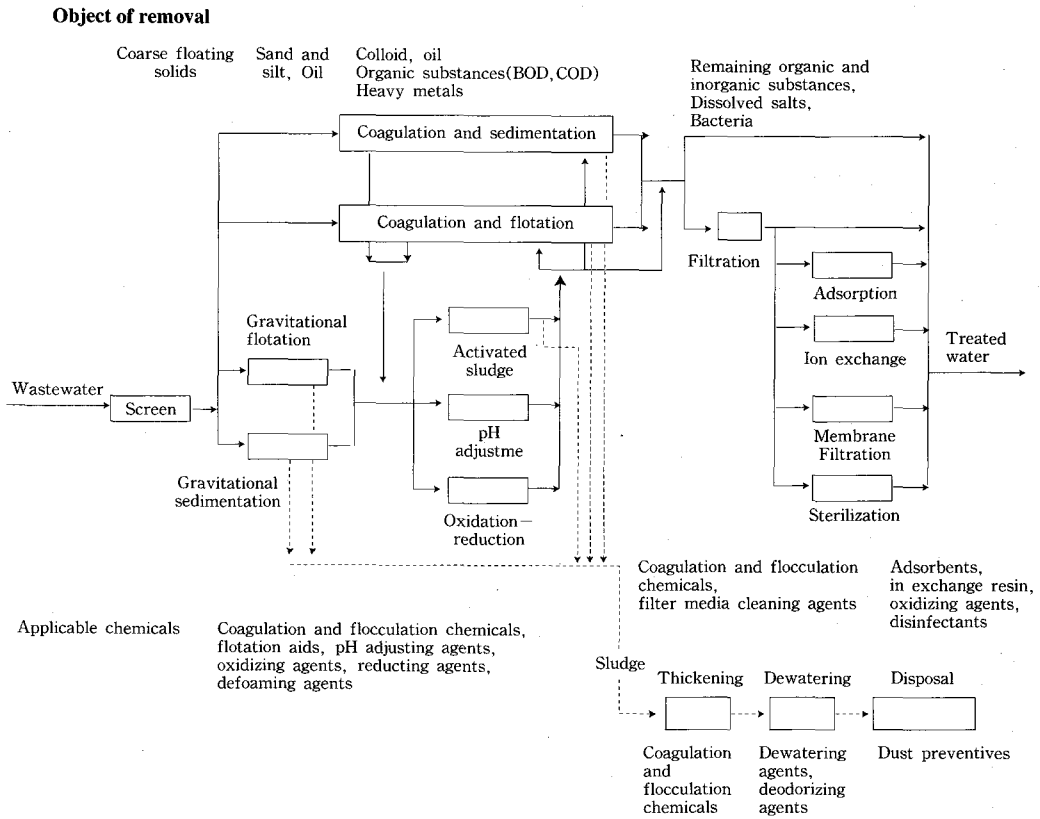 Object of removal
Coarse floating
solids
Sand and
silt, Oil
Colloid, oil
Organic substances(BOD, COD)
Heavy metals
Remaining organic and
inorganic substances,
Dissolved salts,
Bacteria
Coagulation and sedimentation
Coagulation and flotation
Filtration
Adsorption
Gravitational
flotation
Activated
sludge
Ion exchange
Treated
water
Wastewater
Screen
pH
adjustme
Membrane
Filtration
Gravitational
sedimentation
Oxidation—
reduction
Sterilization
Coagulation and flocculation
chemicals,
filter media cleaning agents
Adsorbents,
in exchange resin,
oxidizing agents,
disinfectants
Applicable chemicals
Coagulation and flocculation chemicals,
flotation aids, pH adjusting agents,
oxidizing agents, reducting agents,
defoaming agents
Sludge
Thickening
Dewatering
Disposal
Coagulation
and
flocculation
chemicals
Dewatering
agents,
deodorizing
agents
Dust preventives